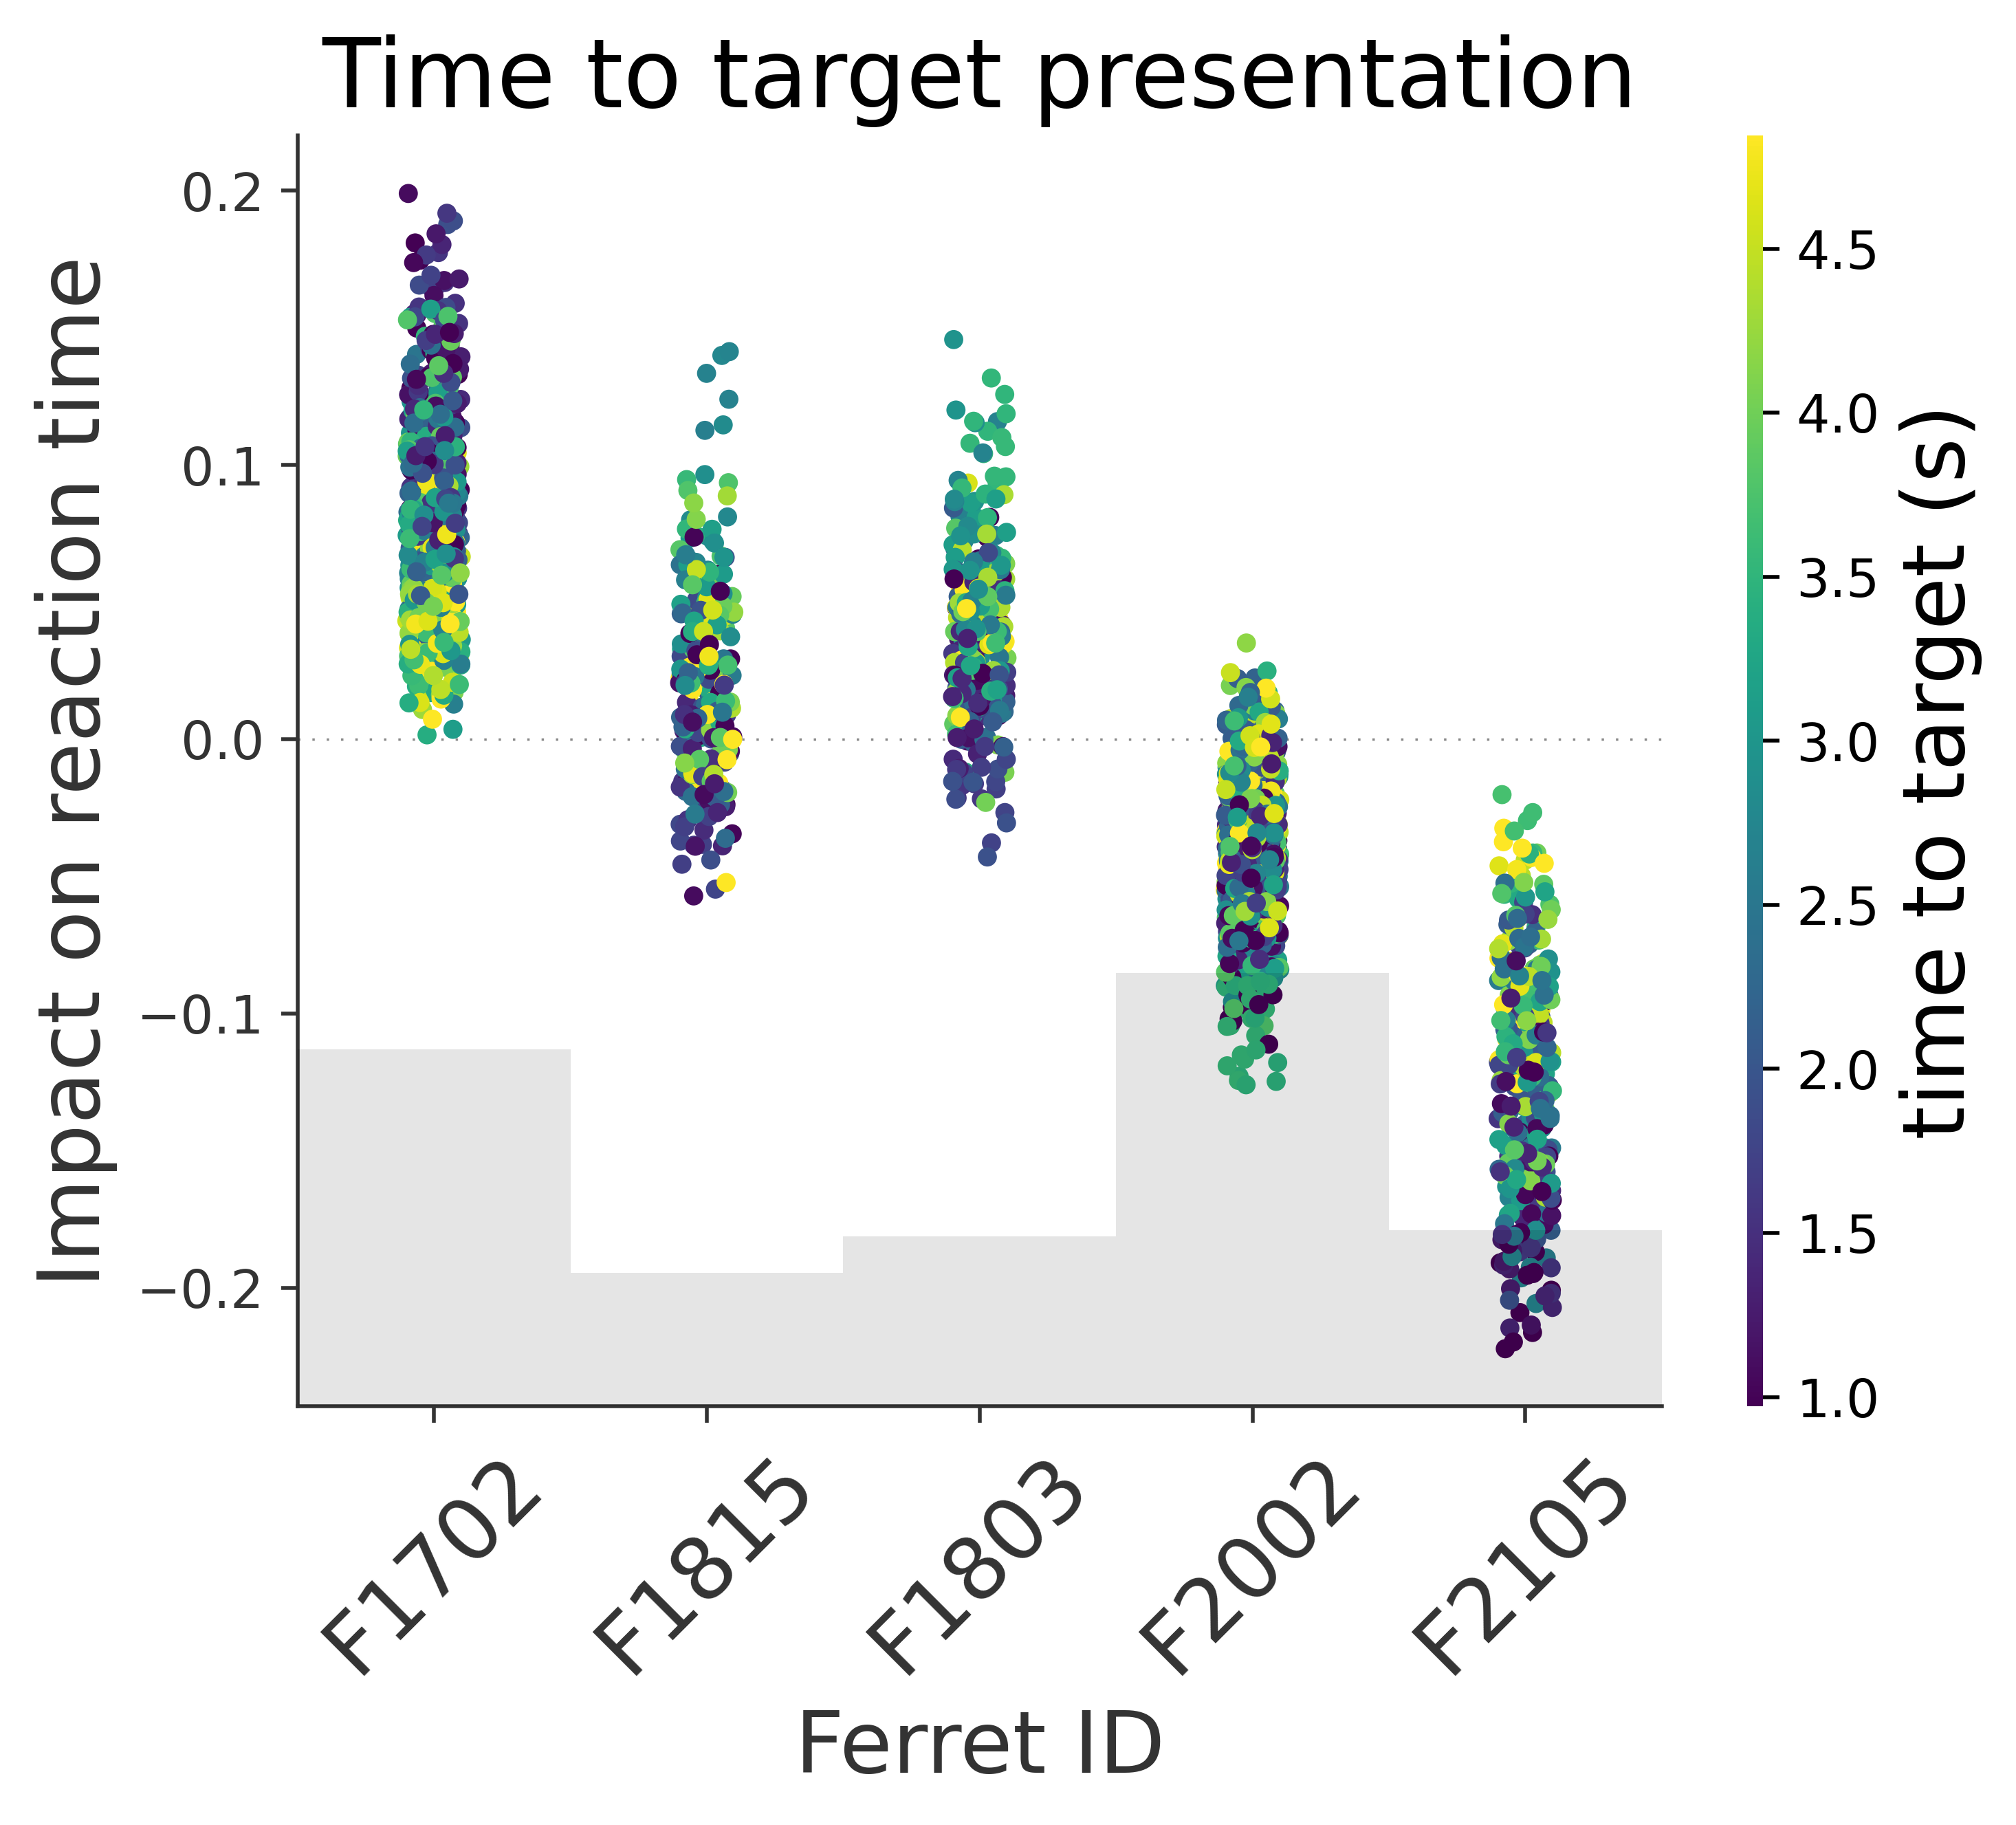 Time to target presentation
Impact on reaction time
0.2
0.1
0.0
−0.1
−0.2
F1702
F1815
F1803
F2002
F2105
Ferret ID
4.5
4.0
3.5
3.0
2.5
2.0
1.5
1.0
time to target (s)